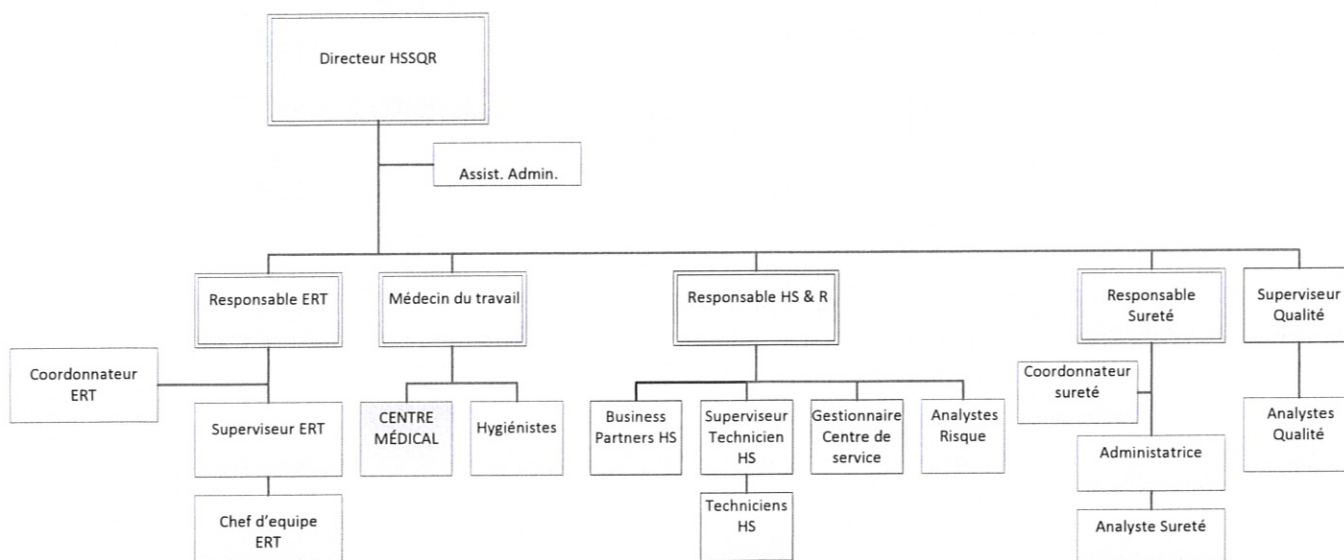 Directeur HSSQR
Assist. Admin.
Responsable ERT
Médecin du travail
Responsable HS & R
Responsable
Sureté
Superviseur
Qualité
Coordonnateur
ERT
Superviseur ERT
Chef d'equipe
ERT
CENTRE
MÉDICAL
Hygiénistes
Business
Partners HS
Superviseur
Technicien
HS
Techniciens
HS
Gestionnaire
Centre de
service
Analystes
Risque
Coordonnateur
sureté
Administatrice
Analyste Sureté
Analystes
Qualité